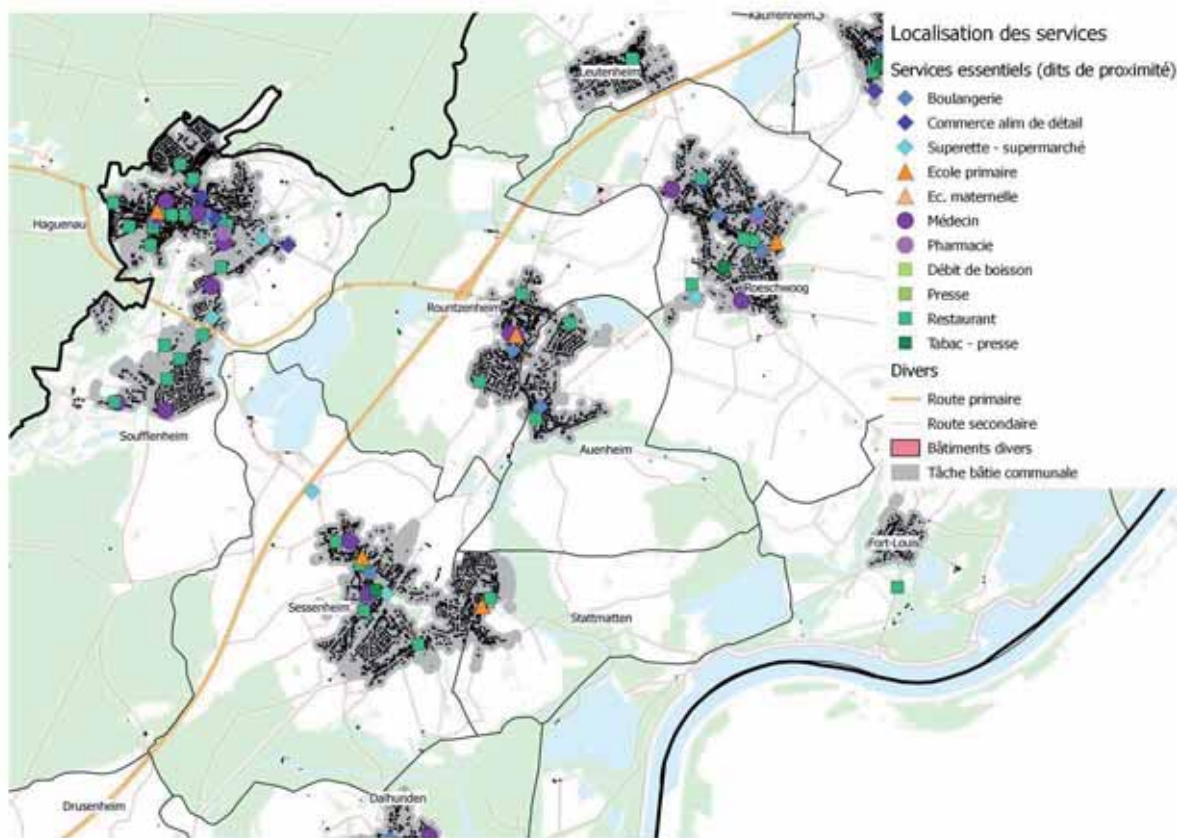 Kauffenheim
Leutenheim
Haguenau
Rountzenheim
Roeschwoog
Soufflenheim
Auenheim
Fort-Louis
Sessenheim
Stattmatten
Dalhunden
Drusenheim
Localisation des services
Services essentiels (dits de proximité)
Boulangerie
Commerce alim de détail
Superette - supermarché
Ecole primaire
Ec. maternelle
Médecin
Pharmacie
Débit de boisson
Presse
Restaurant
Tabac - presse
Divers
Route primaire
Route secondaire
Bâtiments divers
Tâche bâtie communale